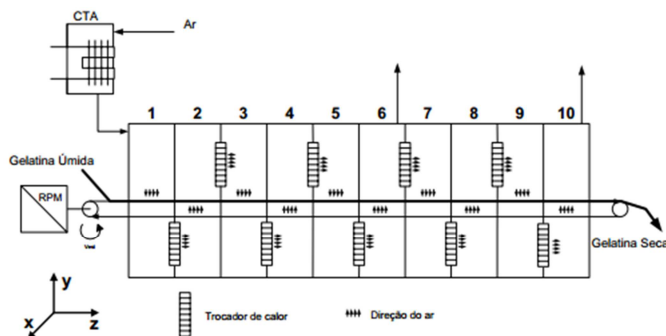 CTA
Ar
1 2 3 4 5 6 7 8 9 10
Gelatina Úmida
RPM
Gelatina Seca
y
x
z
Trocador de calor
Direção do ar